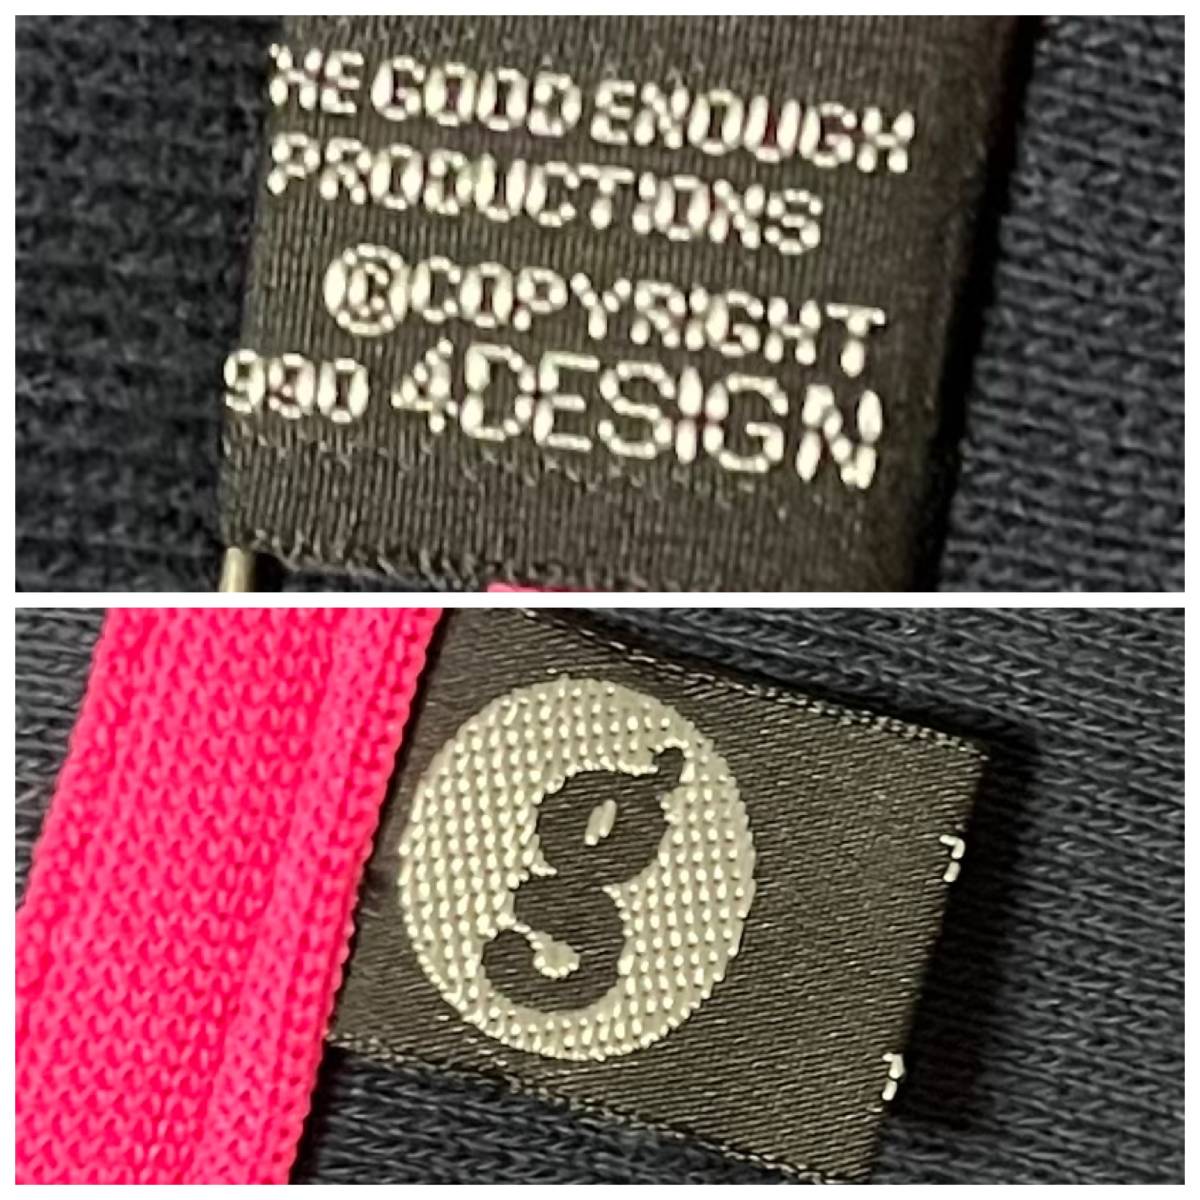 HE GOOD ENOUGH
PRODUCTIONS
©COPYRIGHT
990 4DESIGN